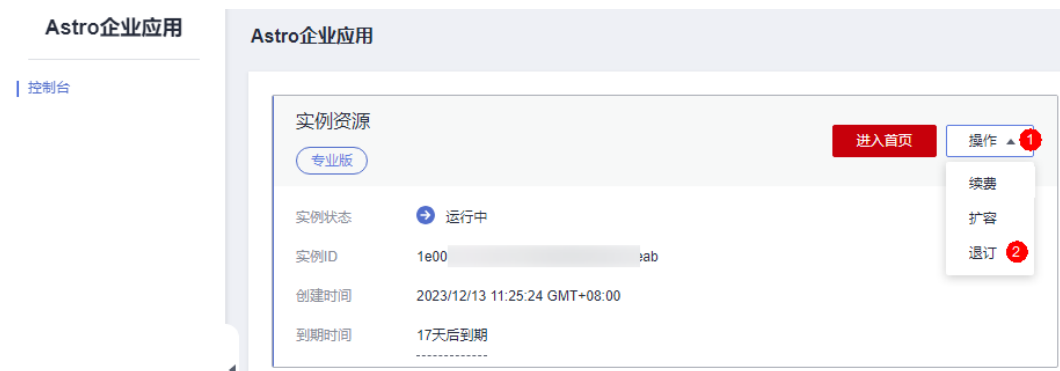 Astro企业应用
控制台
Astro企业应用
实例资源
专业版
进入首页
操作 1
续费
扩容
退订 2
实例状态 运行中
实例ID 1e00 eab
创建时间 2023/12/13 11:25:24 GMT+08:00
到期时间 17天后到期